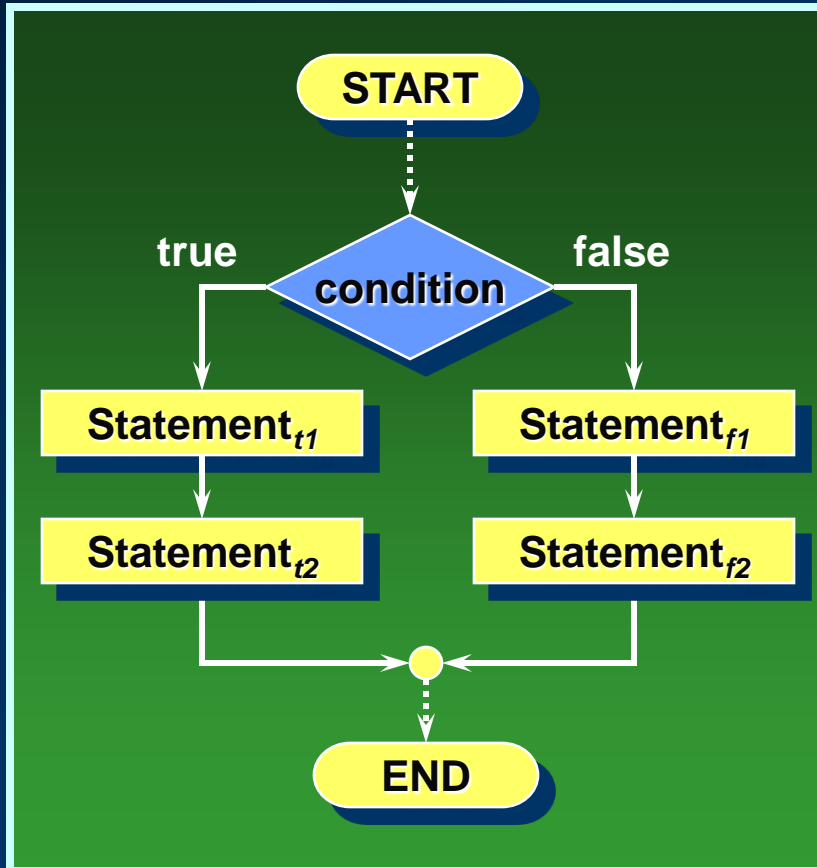 START
true
false
condition
Statementt1
Statementf1
Statementt2
Statementf2
END